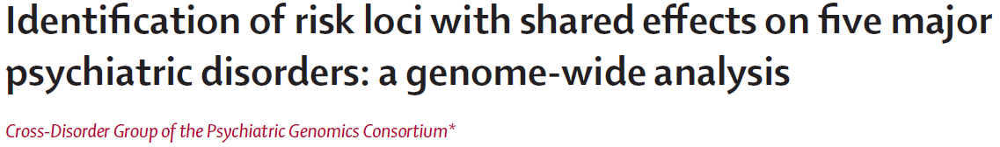 Identification of risk loci with shared effects on five major
psychiatric disorders: a genome-wide analysis
Cross-Disorder Group of the Psychiatric Genomics Consortium*